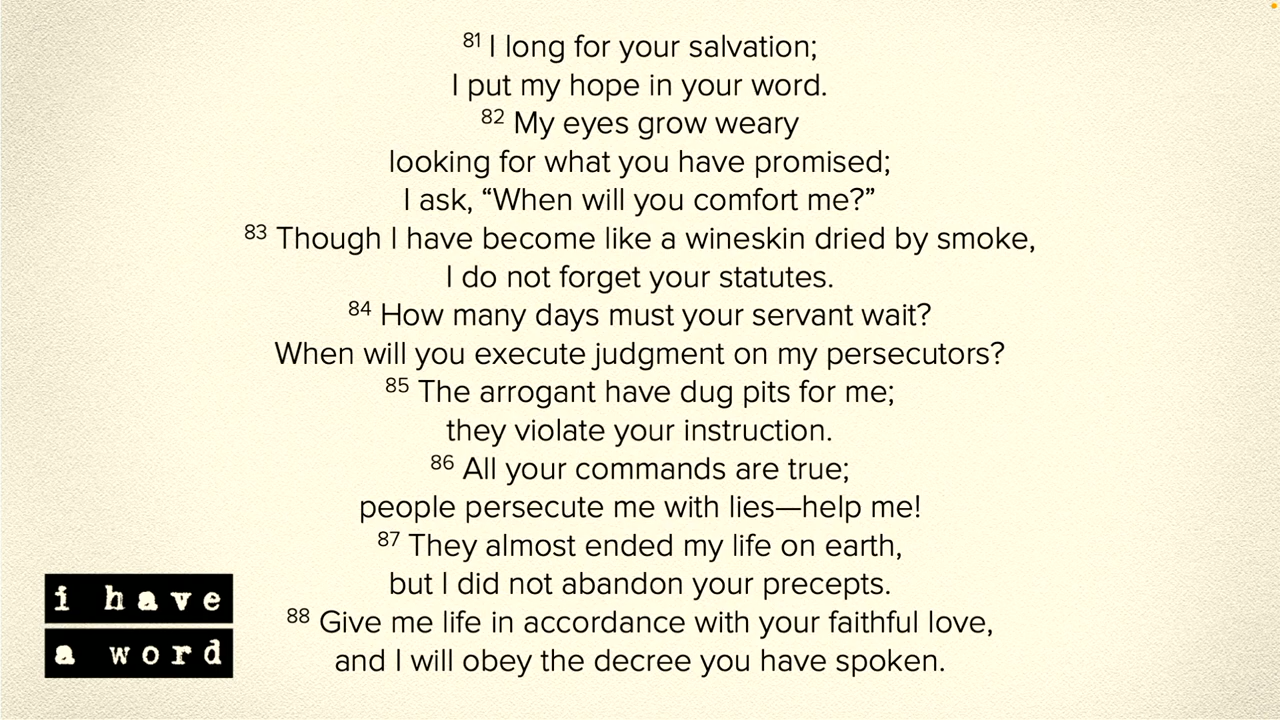 81 I long for your salvation;
I put my hope in your word.
82 My eyes grow weary
looking for what you have promised;
I ask, “When will you comfort me?”
83 Though I have become like a wineskin dried by smoke,
I do not forget your statutes.
84 How many days must your servant wait?
When will you execute judgment on my persecutors?
85 The arrogant have dug pits for me;
they violate your instruction.
86 All your commands are true;
people persecute me with lies—help me!
87 They almost ended my life on earth,
but I did not abandon your precepts.
88 Give me life in accordance with your faithful love,
and I will obey the decree you have spoken.
i have
a word